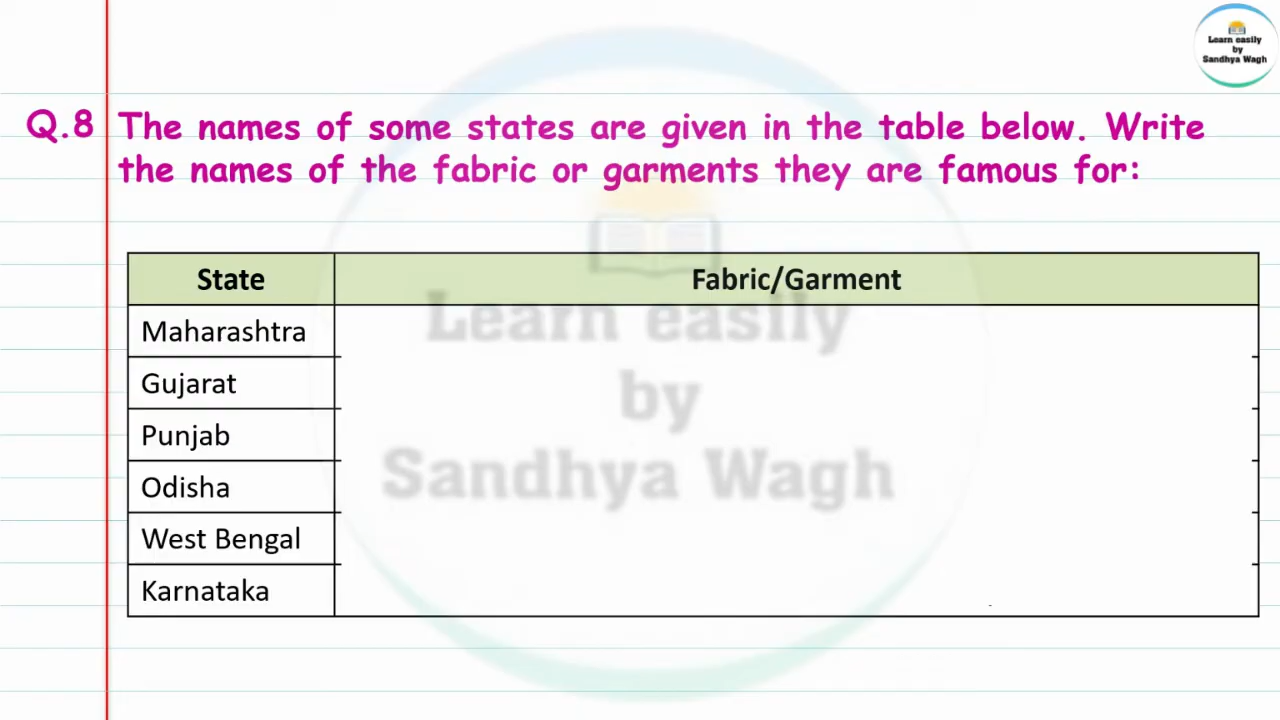 Learn easily
by
Sandhya Wagh
Q.8 The names of some states are given in the table below. Write
the names of the fabric or garments they are famous for:
State Fabric/Garment
Maharashtra
Gujarat
Punjab
Odisha
West Bengal
Karnataka
Learn easily
by
Sandhya Wagh